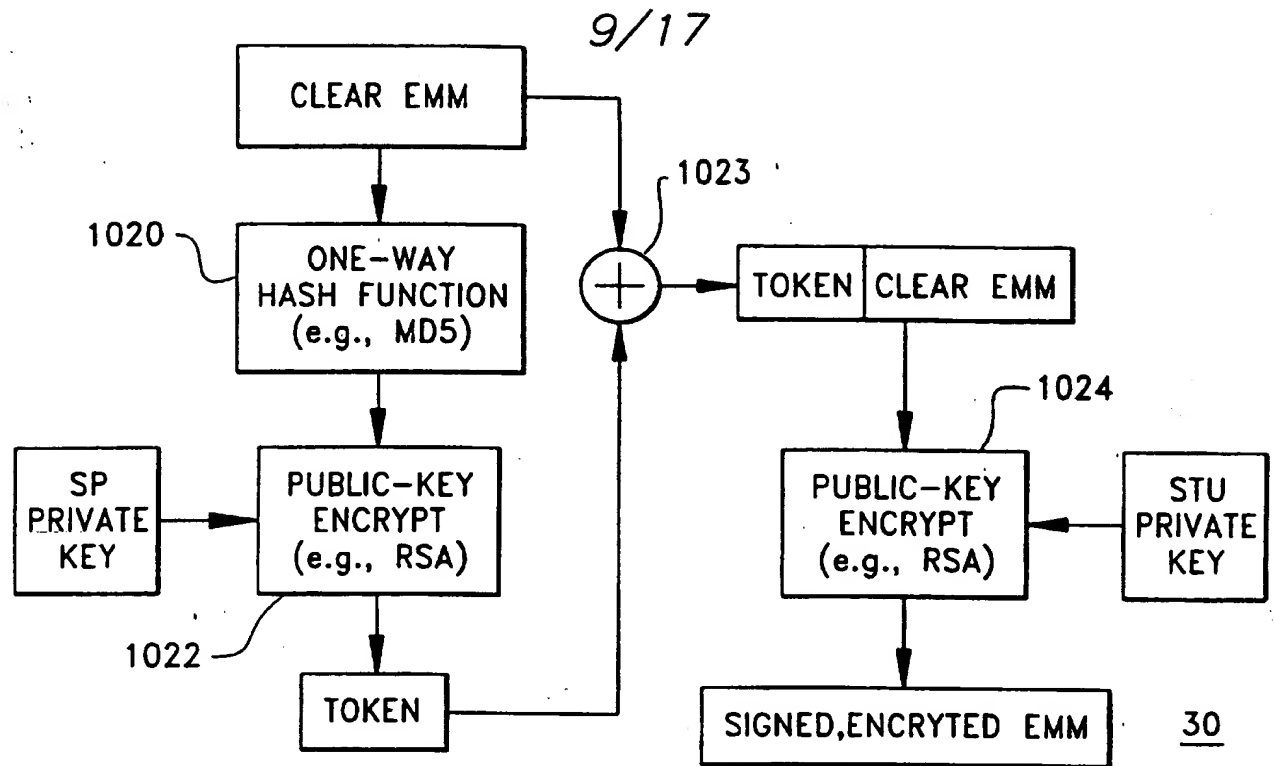 9/17
CLEAR EMM
1023
1020
ONE-WAY
HASH FUNCTION
(e.g., MD5)
TOKEN
CLEAR EMM
1024
SP
PRIVATE
KEY
PUBLIC-KEY
ENCRYPT
(e.g., RSA)
PUBLIC-KEY
ENCRYPT
(e.g., RSA)
STU
PRIVATE
KEY
1022
TOKEN
SIGNED,ENCRYTED EMM
30